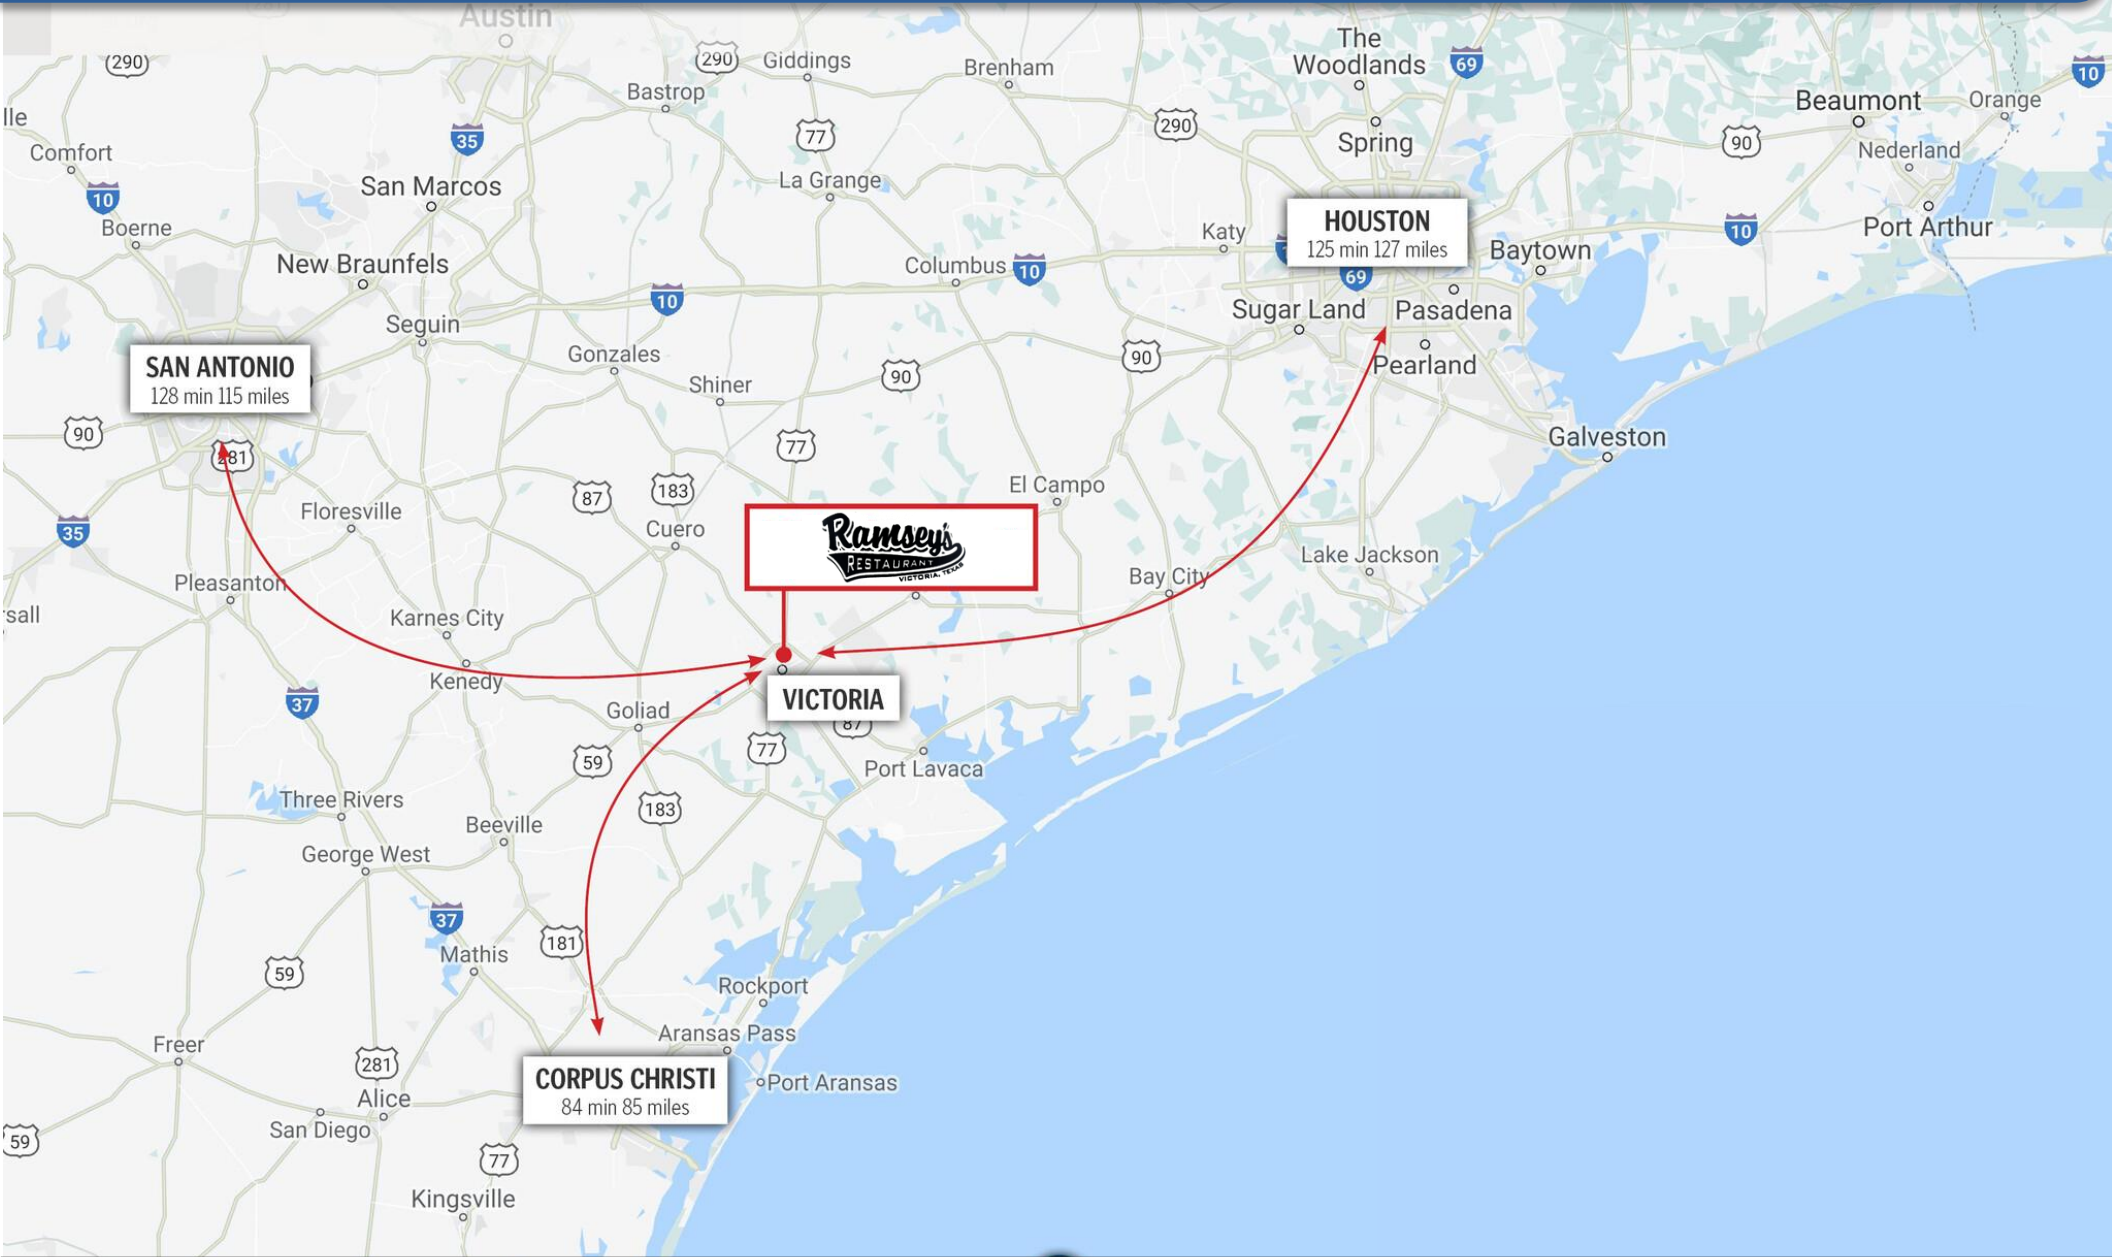 Austin
290
290
Giddings
Brenham
The
Woodlands
69
10
Bastrop
Beaumont
Orange
lle
35
77
290
Spring
90
Nederland
Comfort
10
San Marcos
La Grange
Boerne
Katy
HOUSTON
125 min 127 miles
10
Port Arthur
New Braunfels
Columbus
10
69
Baytown
10
Seguin
Sugar Land
Pasadena
SAN ANTONIO
128 min 115 miles
Gonzales
Shiner
90
90
Pearland
90
281
77
Galveston
87
183
El Campo
35
Floresville
Cuero
Ramsey's
RESTAURANT
VICTORIA, TEXAS
Lake Jackson
Pleasanton
Bay City
rsall
Karnes City
Kenedy
37
Goliad
VICTORIA
87
59
77
Port Lavaca
Three Rivers
183
Beeville
George West
37
181
Mathis
59
Rockport
Freer
Aransas Pass
281
CORPUS CHRISTI
84 min 85 miles
Port Aransas
Alice
San Diego
59
77
Kingsville